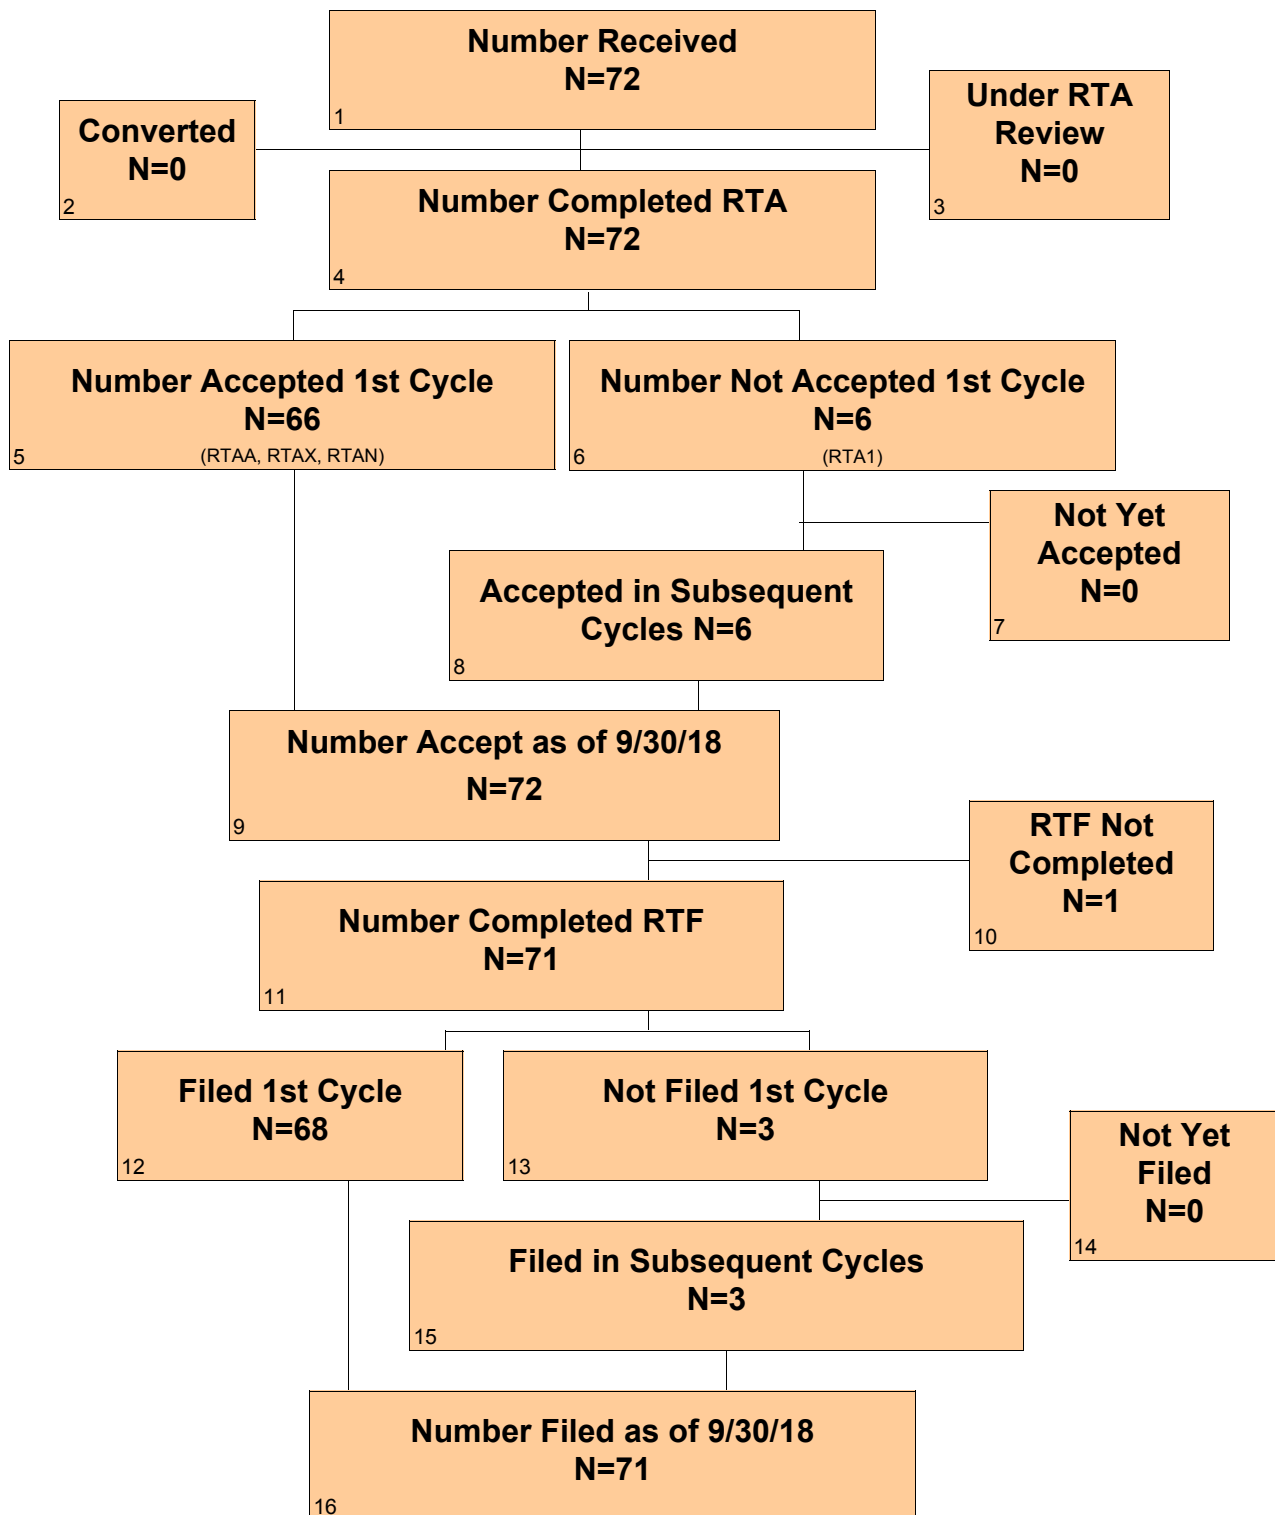 Number Received
N=72
1
Converted
N=0
2
Under RTA
Review
N=0
3
Number Completed RTA
N=72
4
Number Accepted 1st Cycle
N=66
(RTAA, RTAX, RTAN)
5
Number Not Accepted 1st Cycle
N=6
(RTA1)
6
Not Yet
Accepted
N=0
7
Accepted in Subsequent
Cycles N=6
8
Number Accept as of 9/30/18
N=72
9
RTF Not
Completed
N=1
10
Number Completed RTF
N=71
11
Filed 1st Cycle
N=68
12
Not Filed 1st Cycle
N=3
13
Not Yet
Filed
N=0
14
Filed in Subsequent Cycles
N=3
15
Number Filed as of 9/30/18
N=71
16